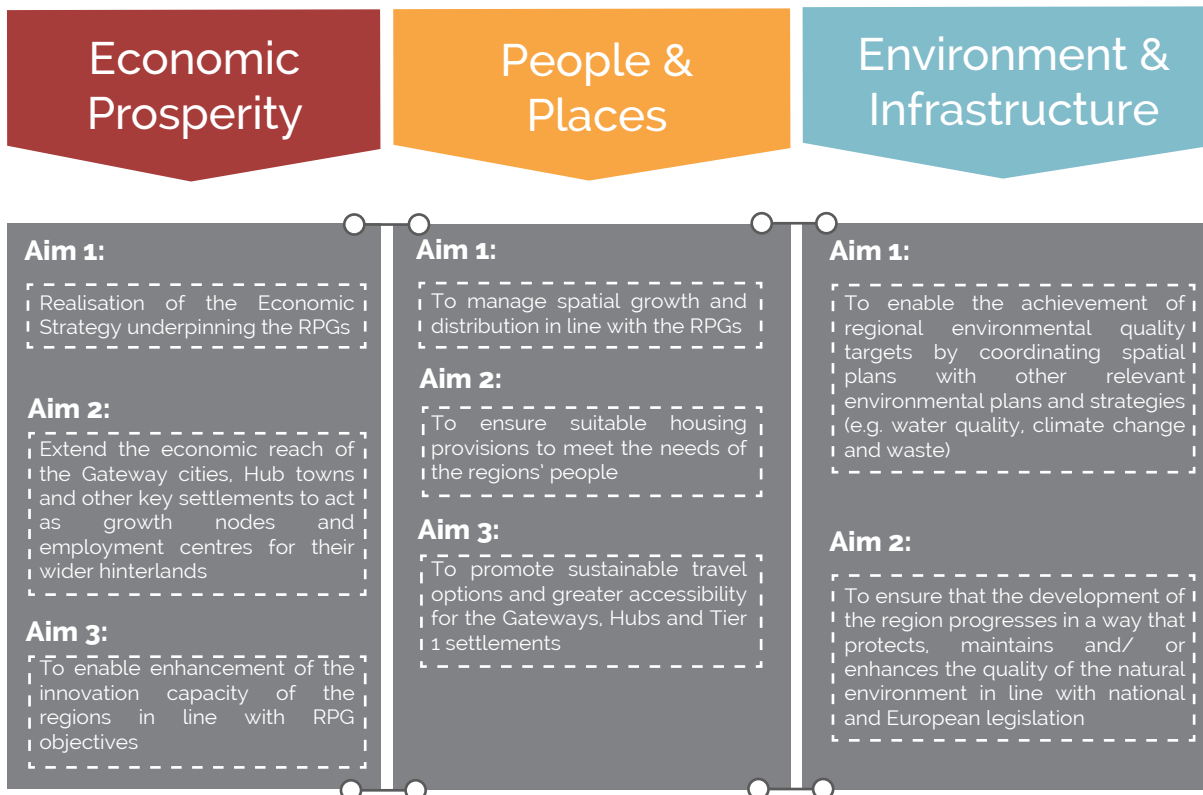 Economic
Prosperity
Aim 1:
Realisation of the Economic
Strategy underpinning the RPGs
Aim 2:
Extend the economic reach of
the Gateway cities, Hub towns
and other key settlements to act
as growth nodes and
employment centres for their
wider hinterlands
Aim 3:
To enable enhancement of the
innovation capacity of the
regions in line with RPG
objectives
People &
Places
Aim 1:
To manage spatial growth and
distribution in line with the RPGs
Aim 2:
To ensure suitable housing
provisions to meet the needs of
the regions' people
Aim 3:
To promote sustainable travel
options and greater accessibility
for the Gateways, Hubs and Tier
1 settlements
Environment &
Infrastructure
Aim 1:
To enable the achievement of
regional environmental quality
targets by coordinating spatial
plans with other relevant
environmental plans and strategies
(e.g. water quality, climate change
and waste)
Aim 2:
To ensure that the development of
the region progresses in a way that
protects, maintains and/ or
enhances the quality of the natural
environment in line with national
and European legislation